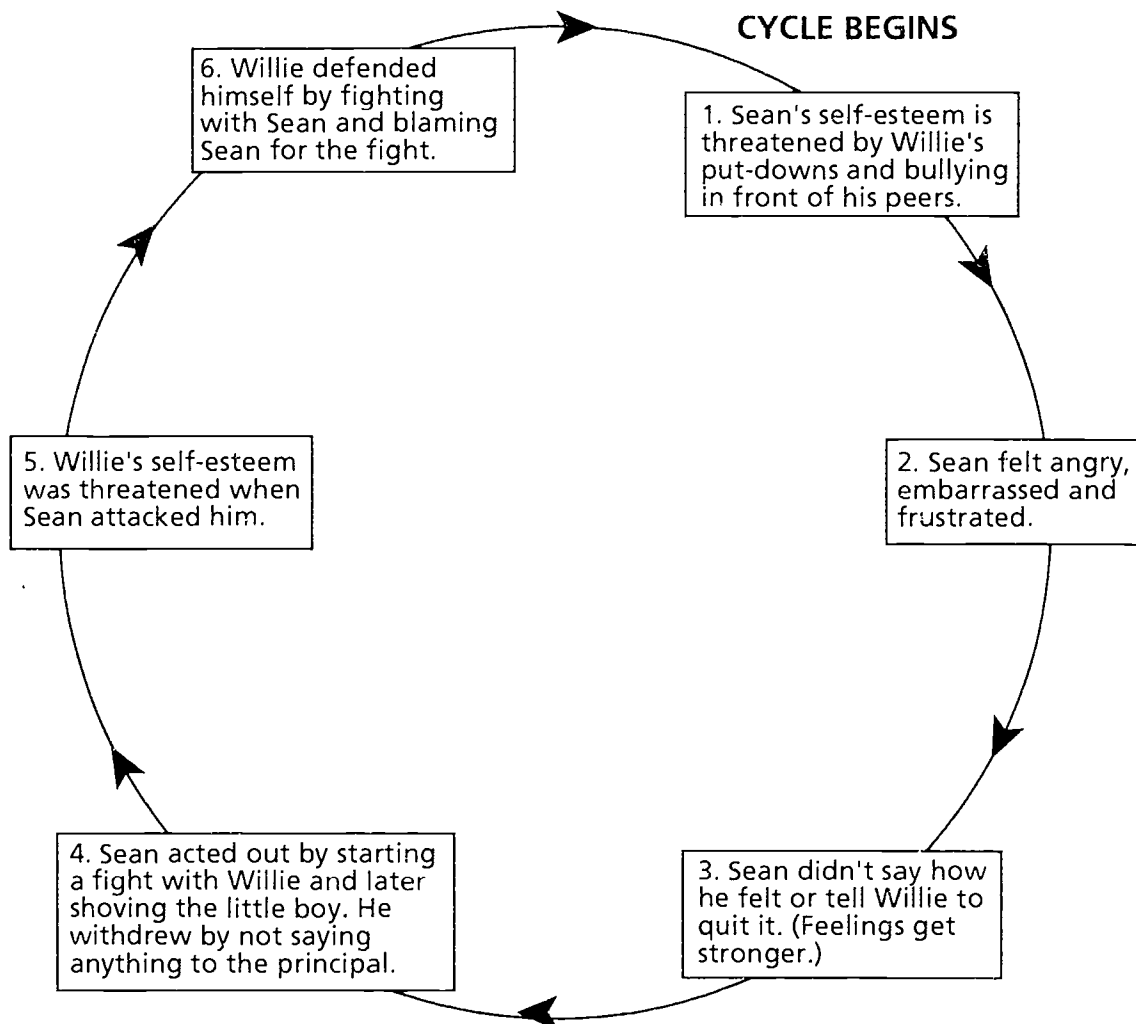 CYCLE BEGINS
1. Sean's self-esteem is
threatened by Willie's
put-downs and bullying
in front of his peers.
2. Sean felt angry,
embarrassed and
frustrated.
3. Sean didn't say how
he felt or tell Willie to
quit it. (Feelings get
stronger.)
4. Sean acted out by starting
a fight with Willie and later
shoving the little boy. He
withdrew by not saying
anything to the principal.
5. Willie's self-esteem
was threatened when
Sean attacked him.
6. Willie defended
himself by fighting
with Sean and blaming
Sean for the fight.